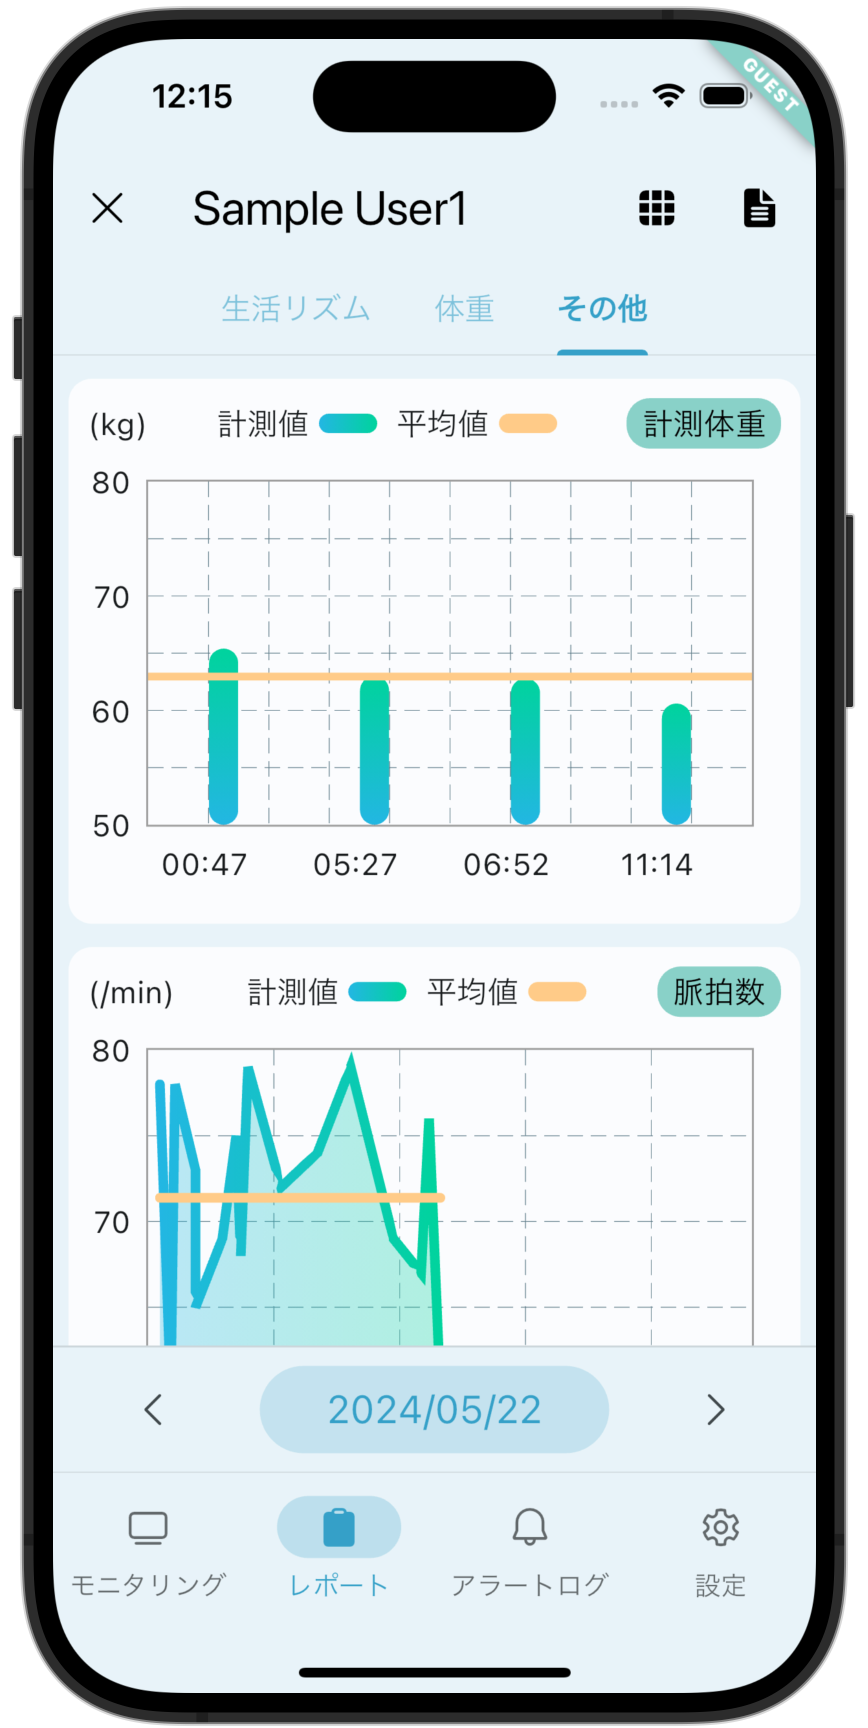 12:15
GUEST
Sample User1
生活リズム 体重 その他
(kg) 計測値 平均値 計測体重
80
70
60
50
00:47 05:27 06:52 11:14
(/min) 計測値 平均値 脈拍数
80
70
2024/05/22
モニタリング レポート アラートログ 設定